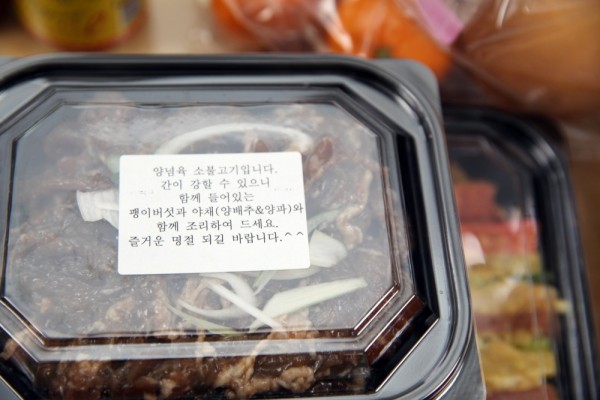 양념육 소불고기입니다.
간이 강할 수 있으니
함께 들어있는
팽이버섯과 야채(양배추&양파)와
함께 조리하여 드세요.
즐거운 명절 되길 바랍니다.^^